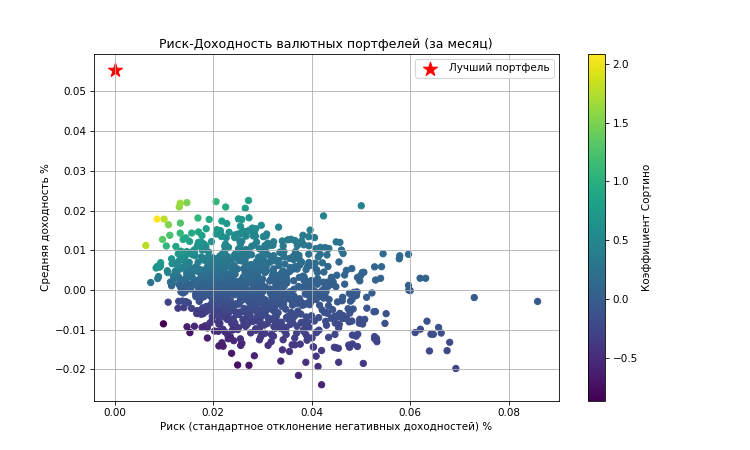 Риск-Доходность валютных портфелей (за месяц)
Лучший портфель
Средняя доходность %
0.05
0.04
0.03
0.02
0.01
0.00
−0.01
−0.02
0.00 0.02 0.04 0.06 0.08
Риск (стандартное отклонение негативных доходностей) %
2.0
1.5
1.0
0.5
0.0
−0.5
Коэффициент Сортино